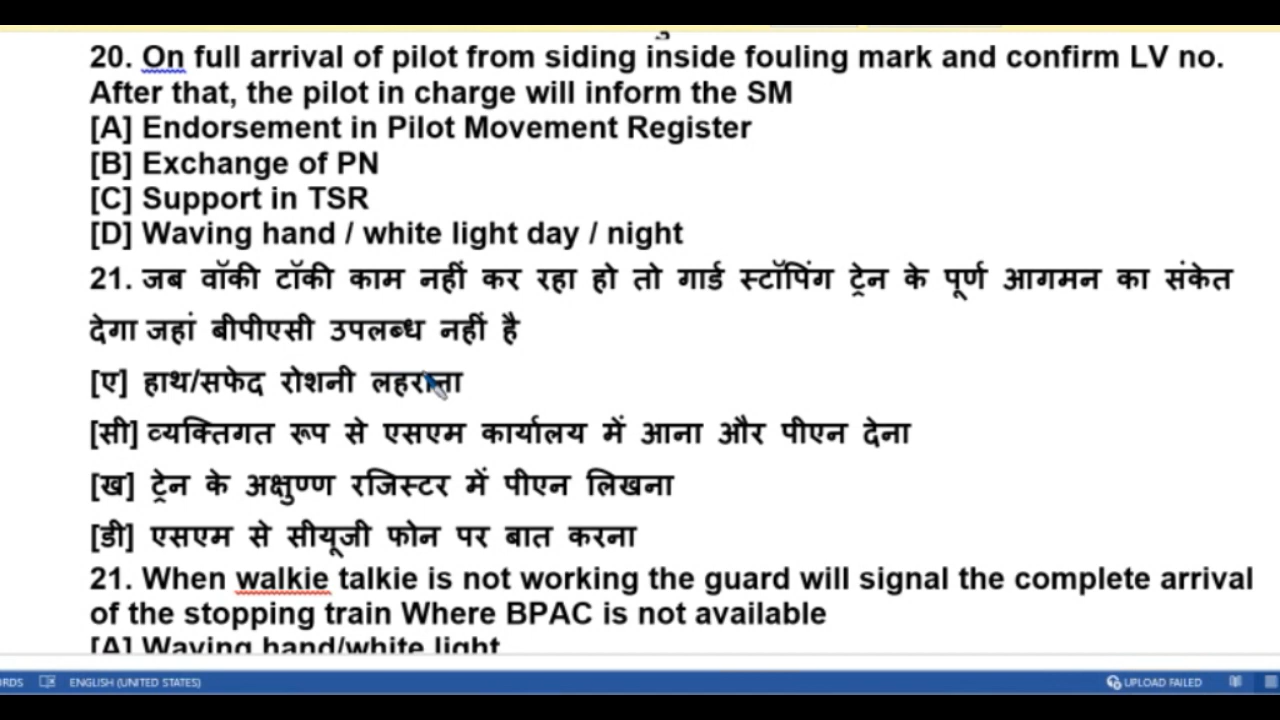 20. On full arrival of pilot from siding inside fouling mark and confirm LV no.
After that, the pilot in charge will inform the SM
[A] Endorsement in Pilot Movement Register
[B] Exchange of PN
[C] Support in TSR
[D] Waving hand / white light day / night
21. जब वॉकी टॉकी काम नहीं कर रहा हो तो गार्ड स्टॉपिंग ट्रेन के पूर्ण आगमन का संकेत
देगा जहां बीपीएसी उपलब्ध नहीं है
[ए] हाथ/सफेद रोशनी लहराना
[सी] व्यक्तिगत रूप से एसएम कार्यालय में आना और पीएन देना
[ख] ट्रेन के अक्षुण्ण रजिस्टर में पीएन लिखना
[डी] एसएम से सीयूजी फोन पर बात करना
21. When walkie talkie is not working the guard will signal the complete arrival
of the stopping train Where BPAC is not available
[A] Waving hand/white light
ORDS ENGLISH (UNITED STATES) UPLOAD FAILED